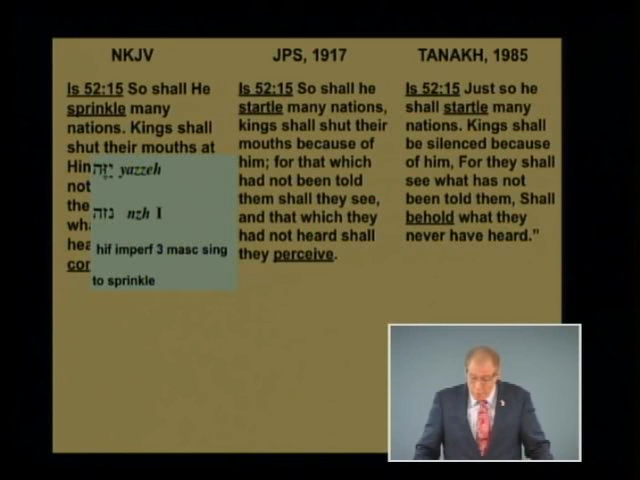 NKJV
Is 52:15 So shall He
sprinkle many
nations. Kings shall
shut their mouths at
not
the
JPS, 1917
Is 52:15 So shall he
startle many nations,
kings shall shut their
mouths because of
him; for that which
had not been told
them shall they see,
and that which they
had not heard shall
they perceive.
TANAKH, 1985
Is 52:15 Just so he
shall startle many
nations. Kings shall
be silenced because
of him, For they shall
see what has not
been told them, Shall
behold what they
never have heard."
יַזֶּה yazzeh
נזה nzh I
hif imperf 3 masc sing
to sprinkle